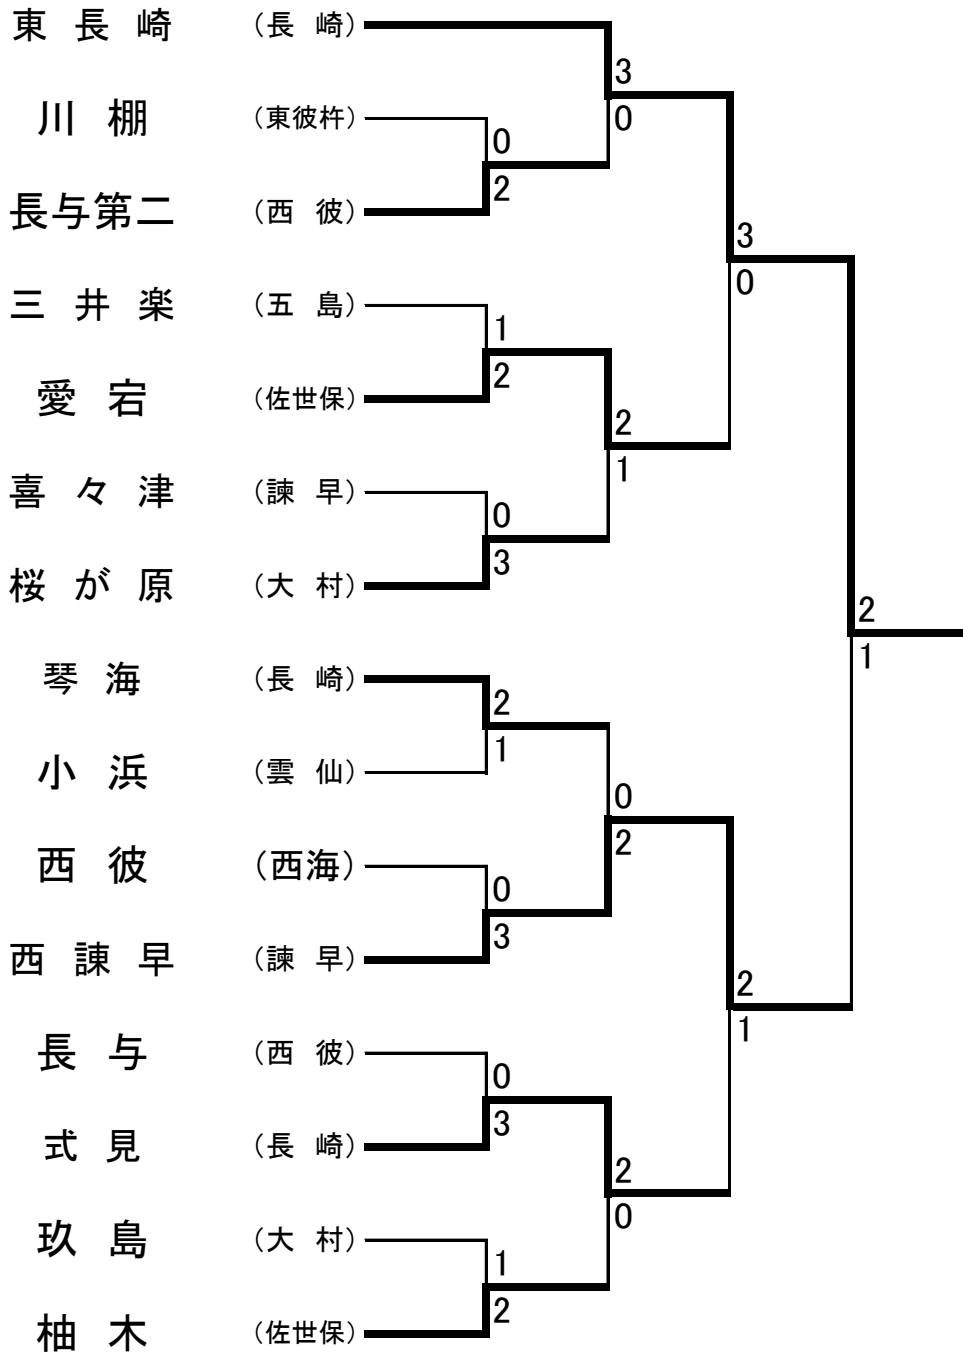 東長崎 （長崎）
3
川棚 （東彼杵） 0
0
長与第二 （西彼） 2
3
0
三井楽 （五島）
1
愛宕 （佐世保） 2
2
1
喜々津 （諫早）
0
桜が原 （大村） 3
2
1
琴海 （長崎）
2
小浜 （雲仙） 1
0
2
西彼 （西海）
0
西諌早 （諫早） 3
2
1
長与 （西彼）
0
式見 （長崎） 3
2
0
玖島 （大村）
1
柚木 （佐世保） 2